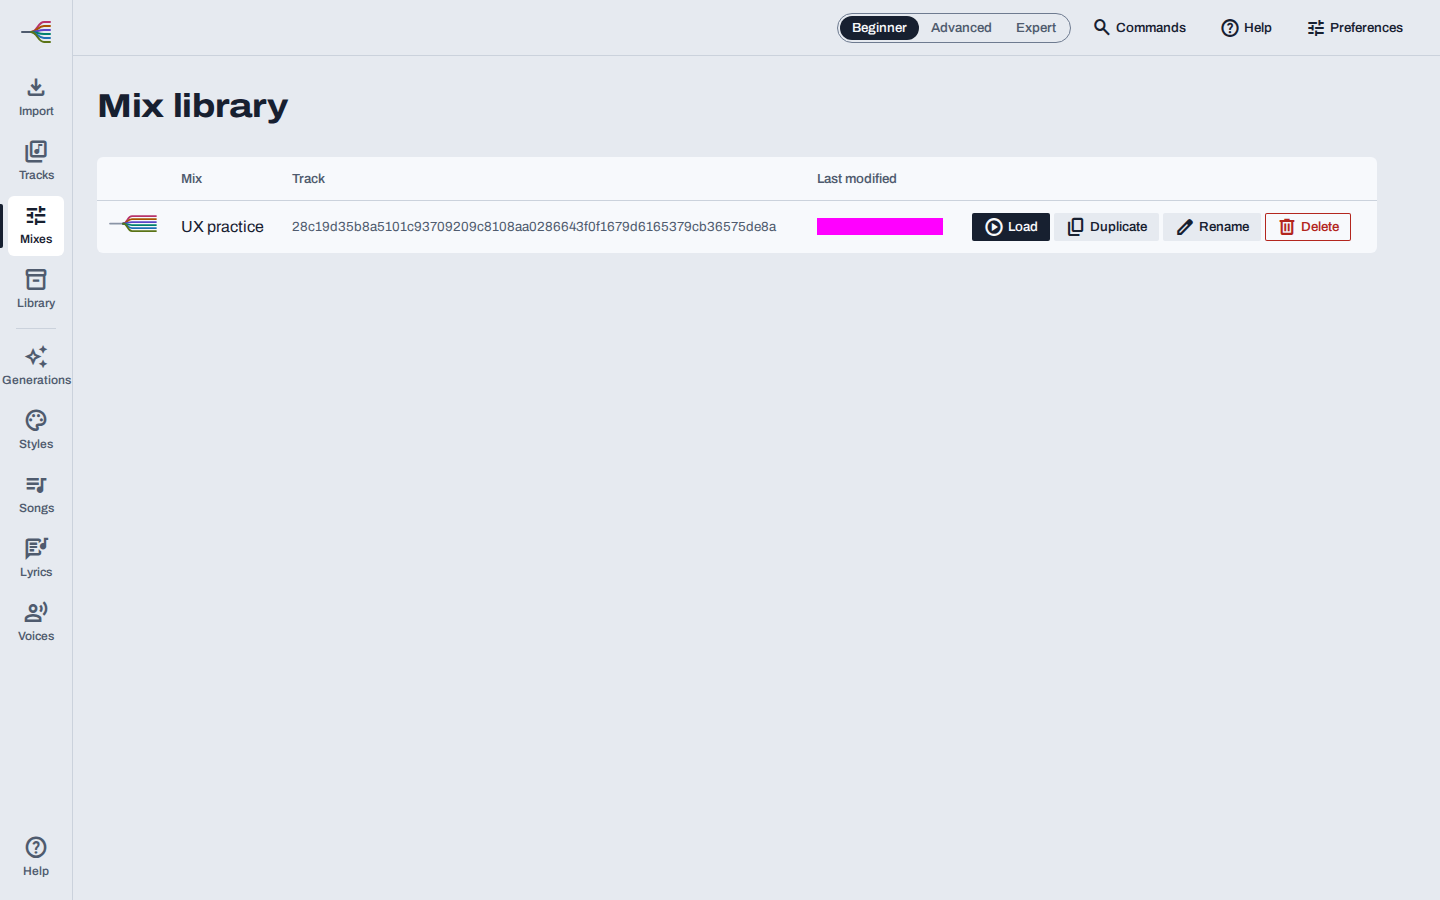 Beginner Advanced Expert Commands Help Preferences
Import
Tracks
Mixes
Library
Generations
Styles
Songs
Lyrics
Voices
Help
Mix library
Mix Track Last modified
UX practice 28c19d35b8a5101c93709209c8108aa0286643f0f1679d6165379cb36575de8a Load Duplicate Rename Delete